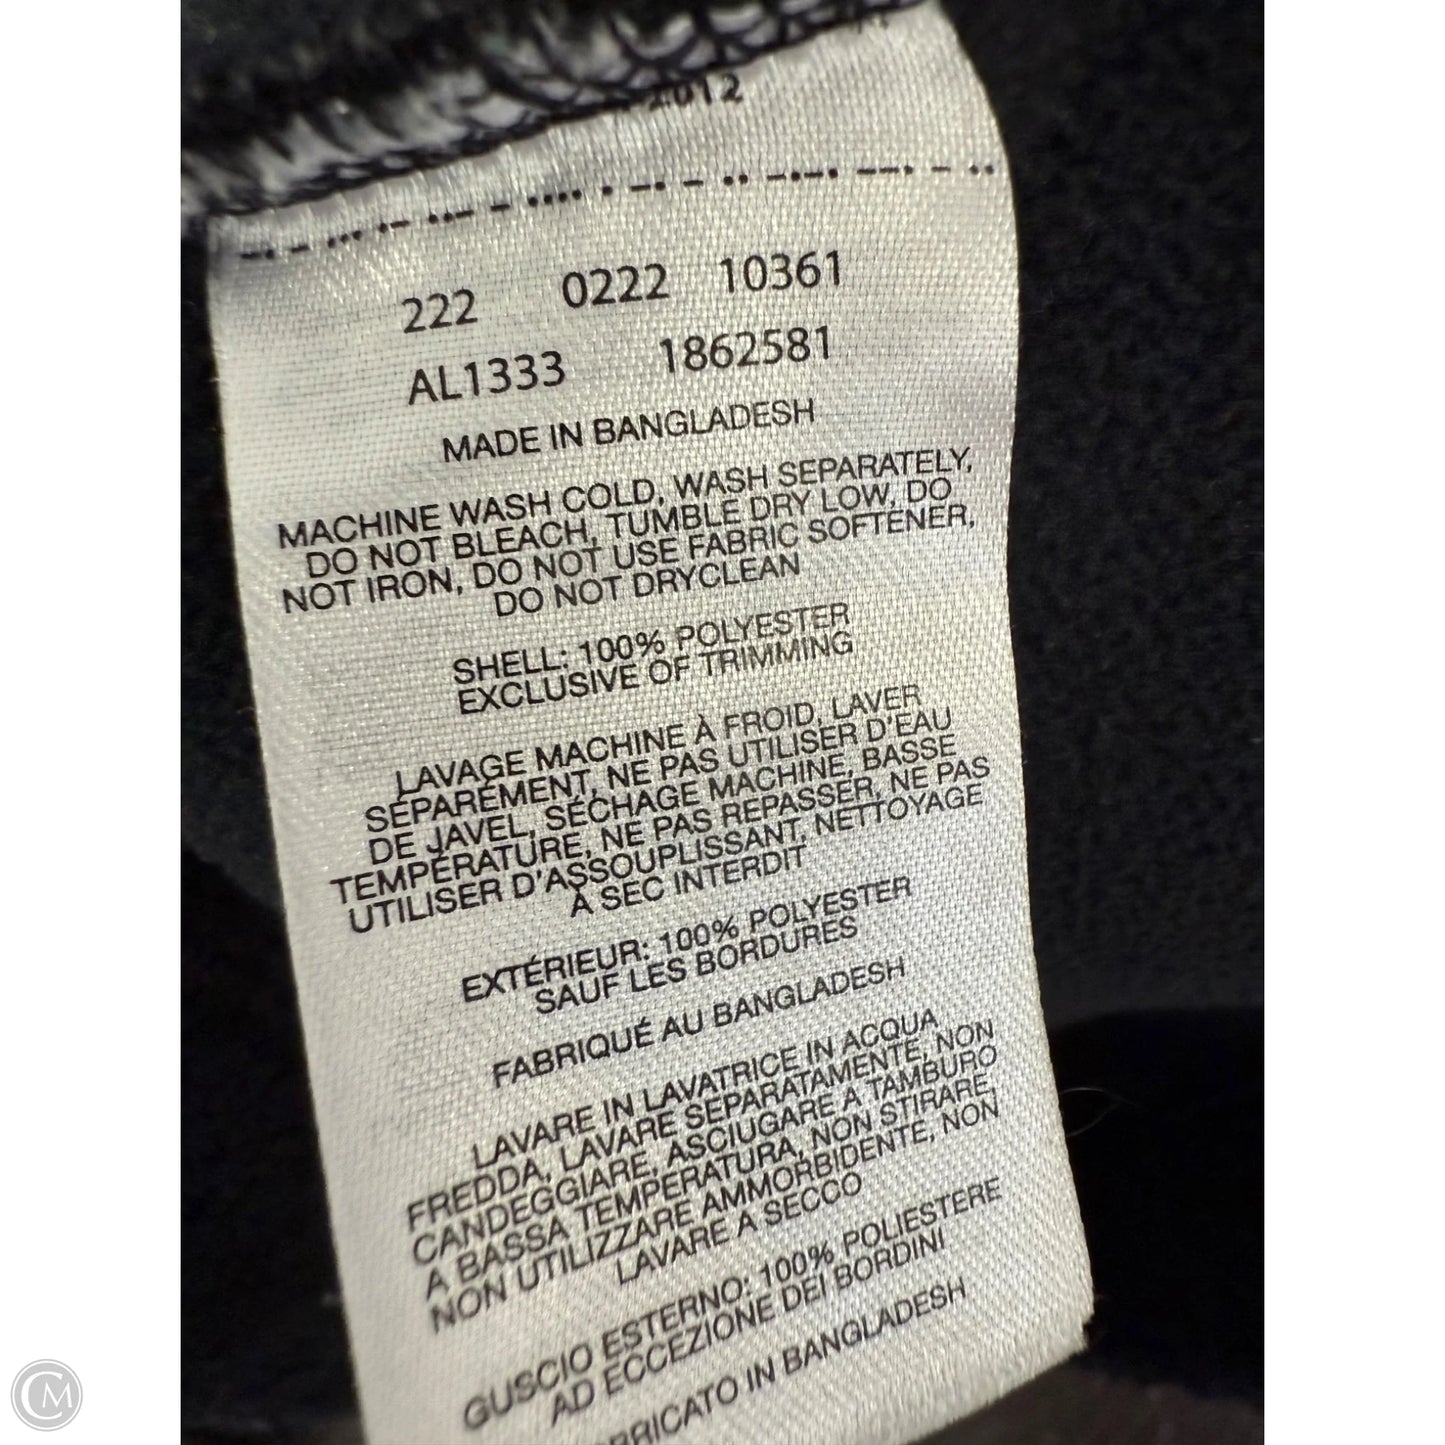 2012
222 0222 10361
AL1333 1862581
MADE IN BANGLADESH
MACHINE WASH COLD, WASH SEPARATELY,
DO NOT BLEACH, TUMBLE DRY LOW, DO
NOT IRON, DO NOT USE FABRIC SOFTENER,
DO NOT DRYCLEAN
SHELL: 100% POLYESTER
EXCLUSIVE OF TRIMMING
LAVAGE MACHINE À FROID, LAVER
SÉPARÉMENT, NE PAS UTILISER D'EAU
DE JAVEL, SÉCHAGE MACHINE, BASSE
TEMPÉRATURE, NE PAS REPASSER, NE PAS
UTILISER D'ASSOUPLISSANT, NETTOYAGE
À SEC INTERDIT
EXTÉRIEUR: 100% POLYESTER
SAUF LES BORDURES
FABRIQUÉ AU BANGLADESH
LAVARE IN LAVATRICE IN ACQUA
FREDDA, LAVARE SEPARATAMENTE, NON
CANDEGGIARE, ASCIUGARE A TAMBURO
A BASSA TEMPERATURA, NON STIRARE,
NON UTILIZZARE AMMORBIDENTE, NON
LAVARE A SECCO
GUSCIO ESTERNO: 100% POLIESTERE
AD ECCEZIONE DEI BORDINI
BRICATO IN BANGLADESH
CM